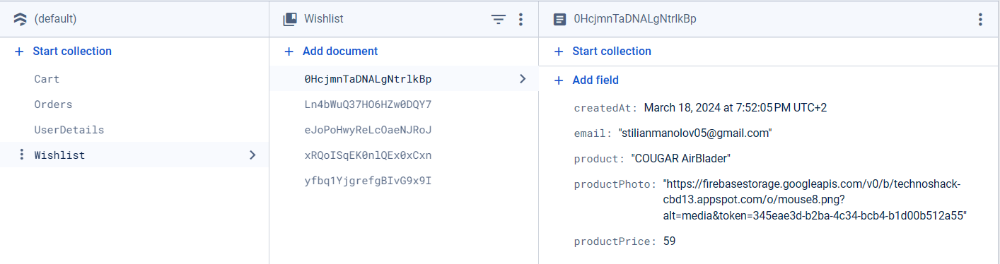 (default)
Start collection
Cart
Orders
UserDetails
Wishlist
Wishlist
Add document
0HcjmnTaDNALgNtrlkBp
Ln4bWuQ37HO6HZw0DQY7
eJoPoHwyReLcOaeNJRoJ
xRQoISqEK0nlQEx0xCxn
yfbq1YjgrefgBIvG9x9I
0HcjmnTaDNALgNtrlkBp
Start collection
Add field
createdAt: March 18, 2024 at 7:52:05 PM UTC+2
email: "stilianmanolov05@gmail.com"
product: "COUGAR AirBlader"
productPhoto: "https://firebasestorage.googleapis.com/v0/b/technoshack-
cbd13.appspot.com/o/mouse8.png?
alt=media&token=345eae3d-b2ba-4c34-bcb4-b1d00b512a55"
productPrice: 59